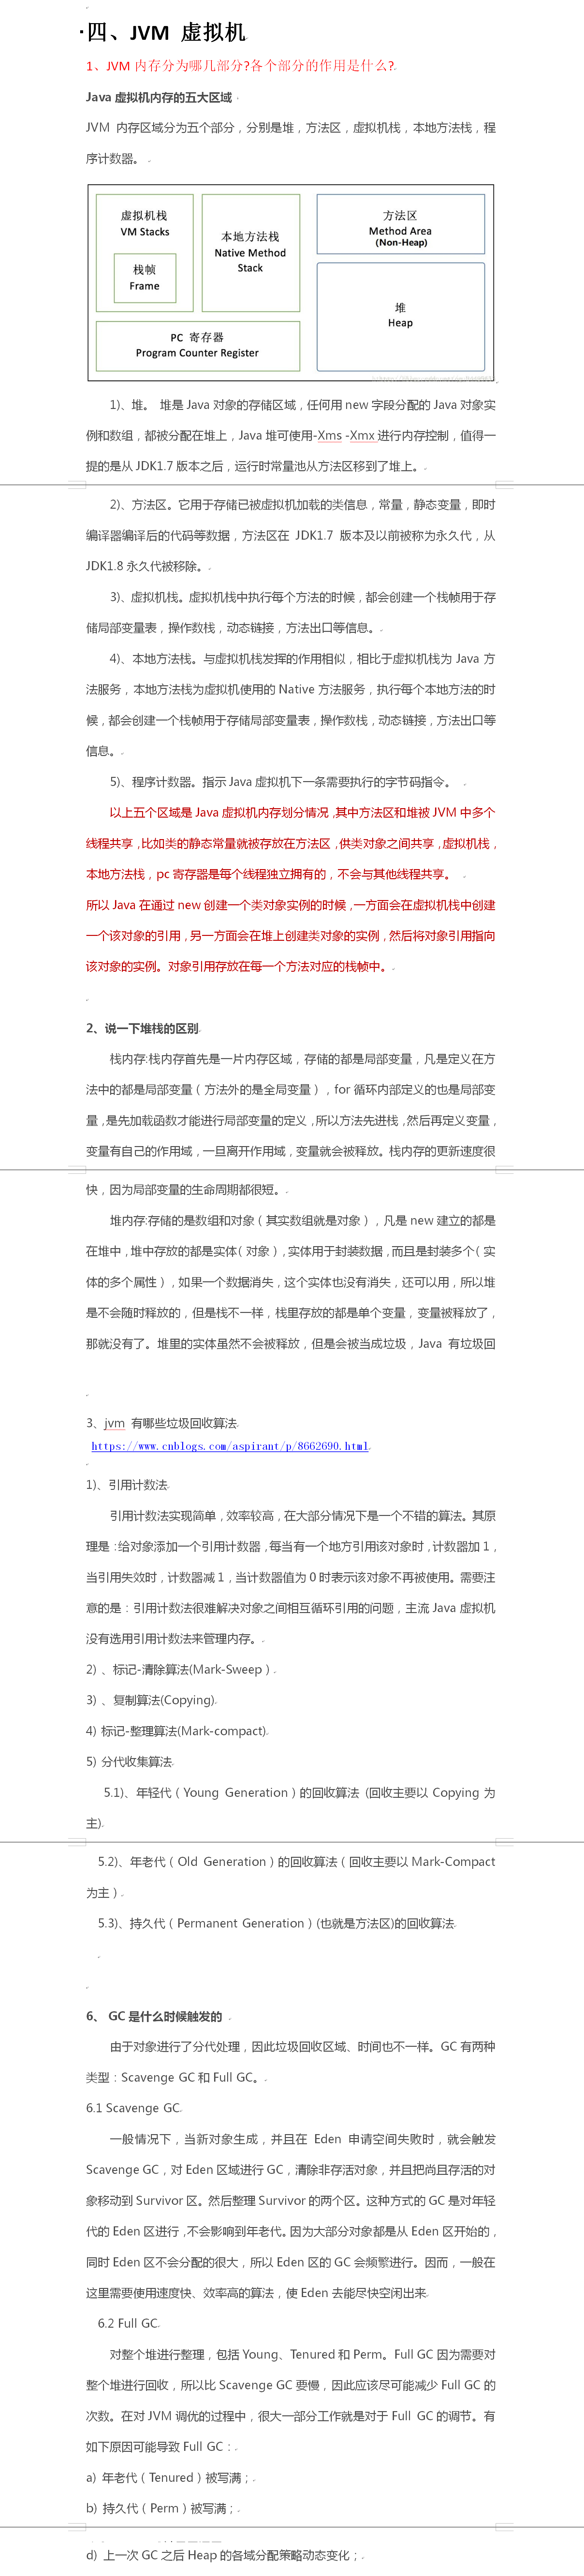 ·四、JVM 虚拟机
1、JVM 内存分为哪几部分?各个部分的作用是什么?
Java 虚拟机内存的五大区域
JVM 内存区域分为五个部分，分别是堆，方法区，虚拟机栈，本地方法栈，程
序计数器。
虚拟机栈
VM Stacks
栈帧
Frame
本地方法栈
Native Method
Stack
方法区
Method Area
(Non-Heap)
堆
Heap
PC 寄存器
Program Counter Register
1)、堆。 堆是 Java 对象的存储区域，任何用 new 字段分配的 Java 对象实
例和数组，都被分配在堆上，Java 堆可使用-Xms -Xmx 进行内存控制，值得一
提的是从 JDK1.7 版本之后，运行时常量池从方法区移到了堆上。
2)、方法区。它用于存储已被虚拟机加载的类信息，常量，静态变量，即时
编译器编译后的代码等数据，方法区在 JDK1.7 版本及以前被称为永久代，从
JDK1.8 永久代被移除。
3)、虚拟机栈。虚拟机栈中执行每个方法的时候，都会创建一个栈帧用于存
储局部变量表，操作数栈，动态链接，方法出口等信息。
4)、本地方法栈。与虚拟机栈发挥的作用相似，相比于虚拟机栈为 Java 方
法服务，本地方法栈为虚拟机使用的 Native 方法服务，执行每个本地方法的时
候，都会创建一个栈帧用于存储局部变量表，操作数栈，动态链接，方法出口等
信息。
5)、程序计数器。指示 Java 虚拟机下一条需要执行的字节码指令。
以上五个区域是 Java 虚拟机内存划分情况，其中方法区和堆被 JVM 中多个
线程共享，比如类的静态常量就被存放在方法区，供类对象之间共享，虚拟机栈，
本地方法栈，pc 寄存器是每个线程独立拥有的，不会与其他线程共享。
所以 Java 在通过 new 创建一个类对象实例的时候，一方面会在虚拟机栈中创建
一个该对象的引用，另一方面会在堆上创建类对象的实例，然后将对象引用指向
该对象的实例。对象引用存放在每一个方法对应的栈帧中。
2、说一下堆栈的区别
栈内存:栈内存首先是一片内存区域，存储的都是局部变量，凡是定义在方
法中的都是局部变量（方法外的是全局变量），for 循环内部定义的也是局部变
量，是先加载函数才能进行局部变量的定义，所以方法先进栈，然后再定义变量，
变量有自己的作用域，一旦离开作用域，变量就会被释放。栈内存的更新速度很
快，因为局部变量的生命周期都很短。
堆内存:存储的是数组和对象（其实数组就是对象），凡是 new 建立的都是
在堆中，堆中存放的都是实体（对象），实体用于封装数据，而且是封装多个（实
体的多个属性），如果一个数据消失，这个实体也没有消失，还可以用，所以堆
是不会随时释放的，但是栈不一样，栈里存放的都是单个变量，变量被释放了，
那就没有了。堆里的实体虽然不会被释放，但是会被当成垃圾，Java 有垃圾回
3、jvm 有哪些垃圾回收算法
https://www.cnblogs.com/aspirant/p/8662690.html
1)、引用计数法
引用计数法实现简单，效率较高，在大部分情况下是一个不错的算法。其原
理是：给对象添加一个引用计数器，每当有一个地方引用该对象时，计数器加 1，
当引用失效时，计数器减 1，当计数器值为 0 时表示该对象不再被使用。需要注
意的是：引用计数法很难解决对象之间相互循环引用的问题，主流 Java 虚拟机
没有选用引用计数法来管理内存。
2) 、标记-清除算法(Mark-Sweep）
3) 、复制算法(Copying)
4) 标记-整理算法(Mark-compact)
5) 分代收集算法
5.1)、年轻代（Young Generation）的回收算法 (回收主要以 Copying 为
主)
5.2)、年老代（Old Generation）的回收算法（回收主要以 Mark-Compact
为主）
5.3)、持久代（Permanent Generation）(也就是方法区)的回收算法
6、 GC 是什么时候触发的
由于对象进行了分代处理，因此垃圾回收区域、时间也不一样。GC 有两种
类型：Scavenge GC 和 Full GC。
6.1 Scavenge GC
一般情况下，当新对象生成，并且在 Eden 申请空间失败时，就会触发
Scavenge GC，对 Eden 区域进行 GC，清除非存活对象，并且把尚且存活的对
象移动到 Survivor 区。然后整理 Survivor 的两个区。这种方式的 GC 是对年轻
代的 Eden 区进行，不会影响到年老代。因为大部分对象都是从 Eden 区开始的，
同时 Eden 区不会分配的很大，所以 Eden 区的 GC 会频繁进行。因而，一般在
这里需要使用速度快、效率高的算法，使 Eden 去能尽快空闲出来
6.2 Full GC
对整个堆进行整理，包括 Young、Tenured 和 Perm。Full GC 因为需要对
整个堆进行回收，所以比 Scavenge GC 要慢，因此应该尽可能减少 Full GC 的
次数。在对 JVM 调优的过程中，很大一部分工作就是对于 Full GC 的调节。有
如下原因可能导致 Full GC：
a) 年老代（Tenured）被写满；
b) 持久代（Perm）被写满；
d) 上一次 GC 之后 Heap 的各域分配策略动态变化；